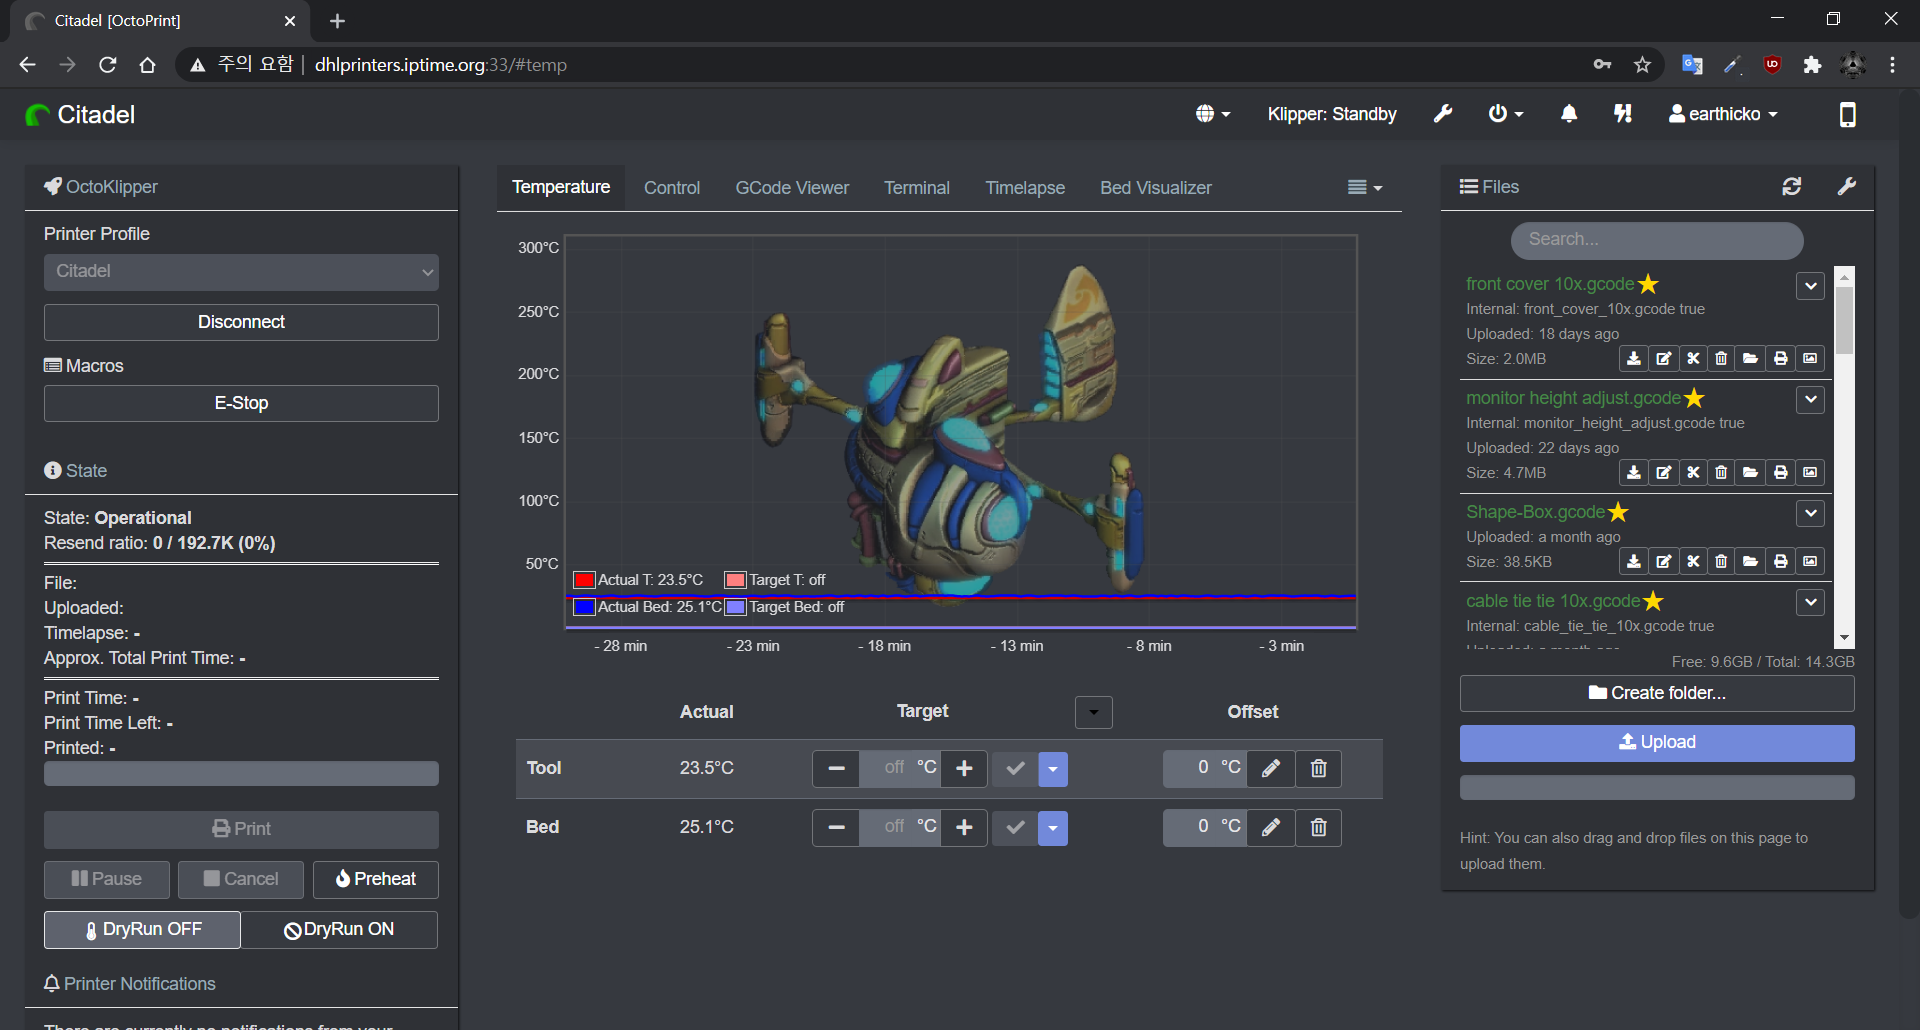 Citadel [OctoPrint]
주의 요함 | dhlprinters.iptime.org:33/#temp
Citadel
Klipper: Standby
earthicko
OctoKlipper
Printer Profile
Citadel
Disconnect
Macros
E-Stop
State
State: Operational
Resend ratio: 0 / 192.7K (0%)
File:
Uploaded:
Timelapse: -
Approx. Total Print Time: -
Print Time: -
Print Time Left: -
Printed: -
Print
Pause
Cancel
Preheat
DryRun OFF
DryRun ON
Printer Notifications
There are currently no notifications from your
Temperature
Control
GCode Viewer
Terminal
Timelapse
Bed Visualizer
300°C
250°C
200°C
150°C
100°C
50°C
Actual T: 23.5°C
Target T: off
Actual Bed: 25.1°C
Target Bed: off
- 28 min
- 23 min
- 18 min
- 13 min
- 8 min
- 3 min
Actual
Target
Offset
Tool
23.5°C
off °C
0 °C
Bed
25.1°C
off °C
0 °C
Files
Search...
front cover 10x.gcode
Internal: front_cover_10x.gcode true
Uploaded: 18 days ago
Size: 2.0MB
monitor height adjust.gcode
Internal: monitor_height_adjust.gcode true
Uploaded: 22 days ago
Size: 4.7MB
Shape-Box.gcode
Uploaded: a month ago
Size: 38.5KB
cable tie tie 10x.gcode
Internal: cable_tie_tie_10x.gcode true
Uploaded: a month ago
Free: 9.6GB / Total: 14.3GB
Create folder...
Upload
Hint: You can also drag and drop files on this page to
upload them.